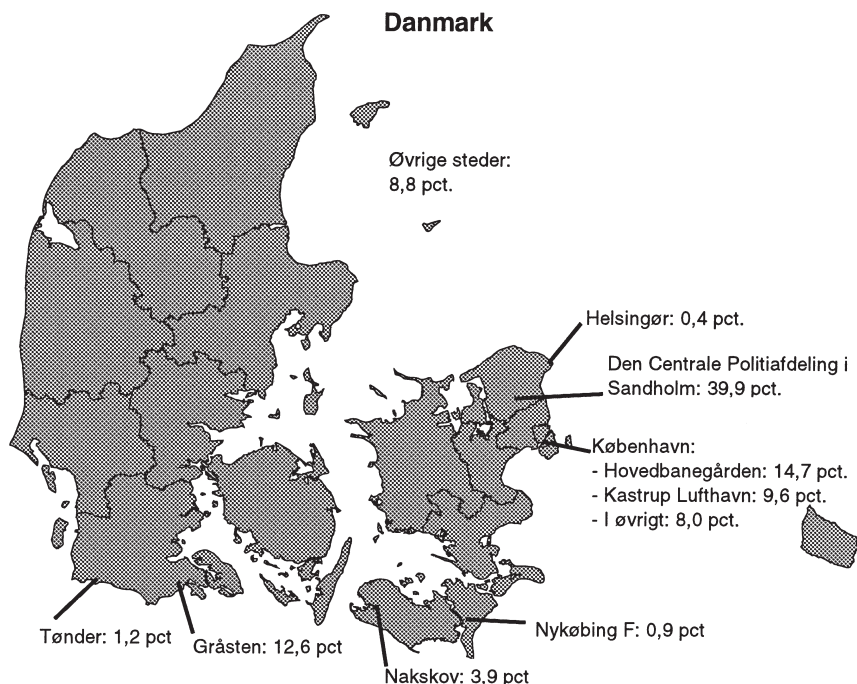 Danmark
Øvrige steder:
8,8 pct.
Helsingør: 0,4 pct.
Den Centrale Politiafdeling i
Sandholm: 39,9 pct.
København:
- Hovedbanegården: 14,7 pct.
- Kastrup Lufthavn: 9,6 pct.
- I øvrigt: 8,0 pct.
Tønder: 1,2 pct
Gråsten: 12,6 pct
Nykøbing F: 0,9 pct
Nakskov: 3,9 pct